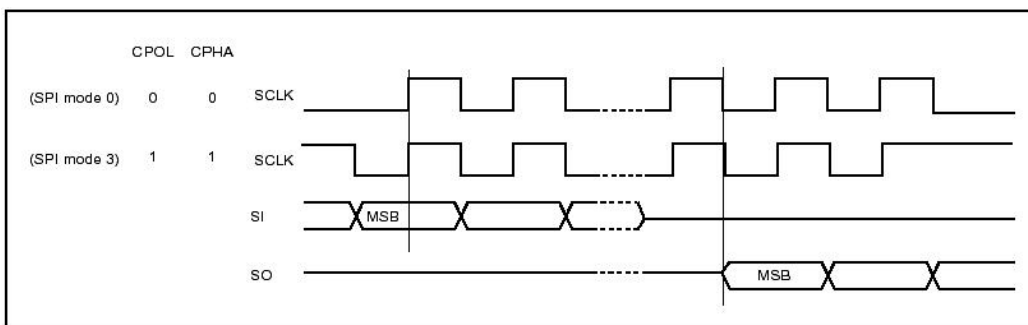 CPOL CPHA
(SPI mode 0) 0 0 SCLK
(SPI mode 3) 1 1 SCLK
SI MSB
SO MSB